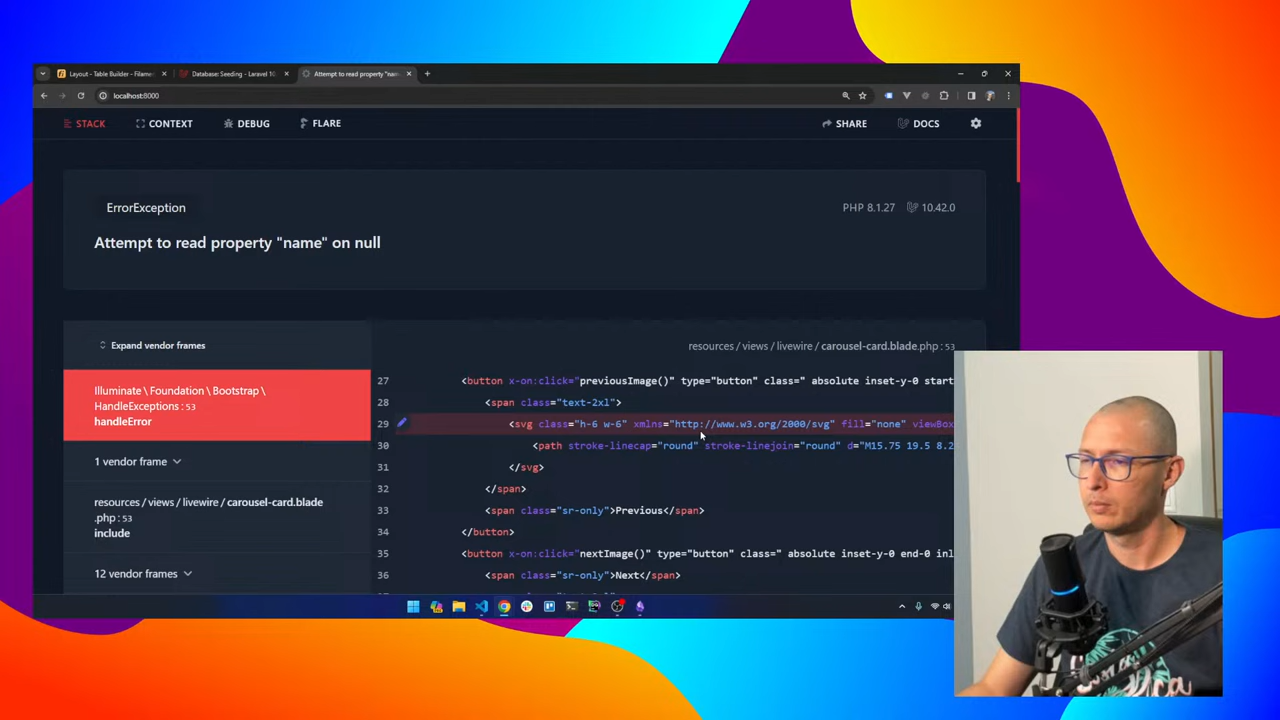 Layout - Table Builder - Filame
Database: Seeding - Laravel 10
Attempt to read property "name
localhost:8000
STACK
CONTEXT
DEBUG
FLARE
SHARE
DOCS
ErrorException
PHP 8.1.27
10.42.0
Attempt to read property "name" on null
Expand vendor frames
resources / views / livewire / carousel-card.blade.php : 53
Illuminate \ Foundation \ Bootstrap \
HandleExceptions : 53
handleError
1 vendor frame
resources / views / livewire / carousel-card.blade
.php : 53
include
12 vendor frames
27 <button x-on:click="previousImage()" type="button" class=" absolute inset-y-0 start
28 <span class="text-2xl">
29 <svg class="h-6 w-6" xmlns="http://www.w3.org/2000/svg" fill="none" viewBox
30 <path stroke-linecap="round" stroke-linejoin="round" d="M15.75 19.5 8.2
31 </svg>
32 </span>
33 <span class="sr-only">Previous</span>
34 </button>
35 <button x-on:click="nextImage()" type="button" class=" absolute inset-y-0 end-0 inl
36 <span class="sr-only">Next</span>